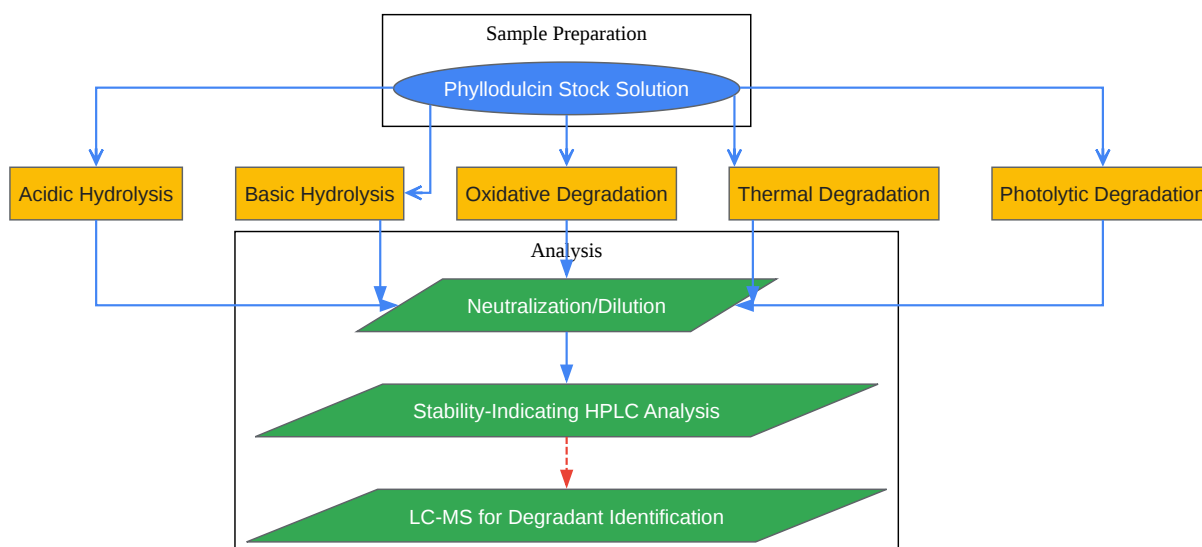 Sample Preparation
Phyllodulcin Stock Solution
Acidic Hydrolysis
Basic Hydrolysis
Oxidative Degradation
Thermal Degradation
Photolytic Degradation
Analysis
Neutralization/Dilution
Stability-Indicating HPLC Analysis
LC-MS for Degradant Identification